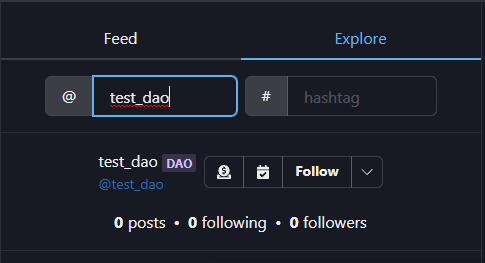 Feed Explore
@ test_dao # hashtag
test_dao DAO Follow
@test_dao
0 posts • 0 following • 0 followers